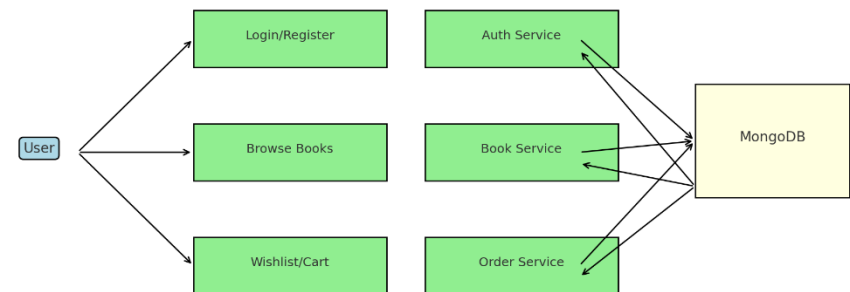 Login/Register
Auth Service
User
Browse Books
Book Service
MongoDB
Wishlist/Cart
Order Service